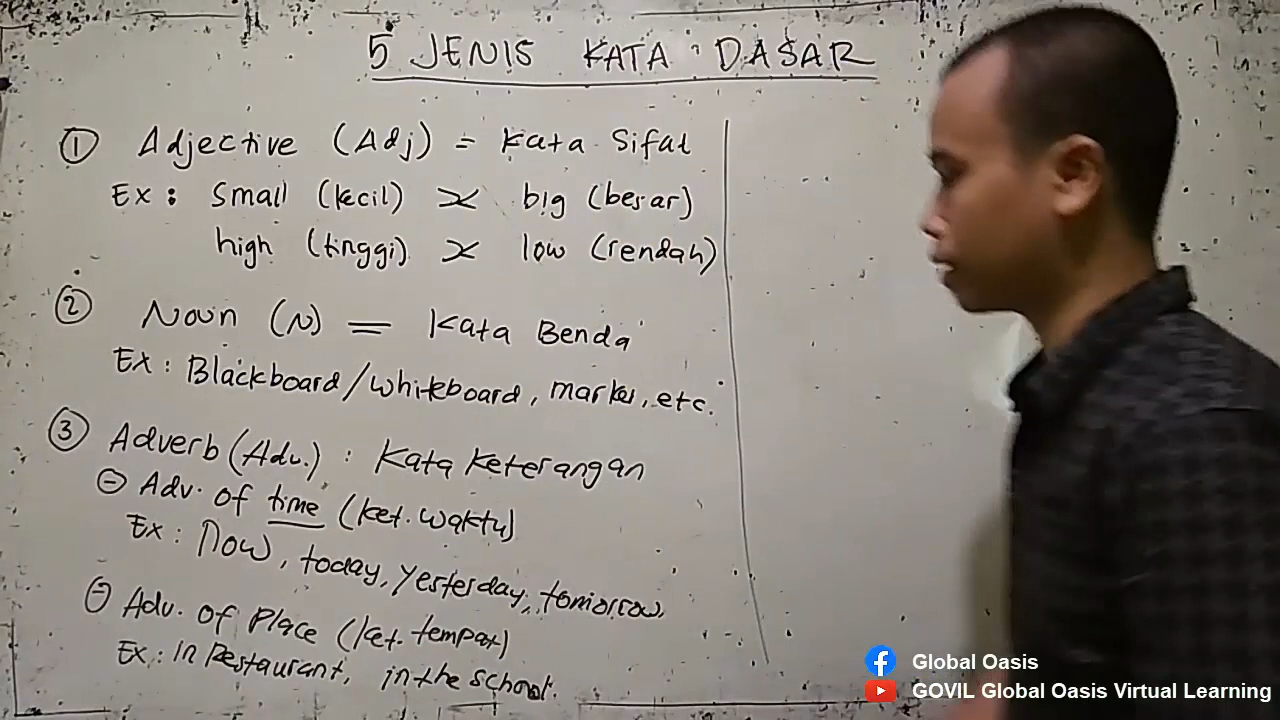 5 JENIS KATA DASAR
① Adjective (Adj) = Kata Sifat
Ex : Small (kecil) >< big (besar)
high (tinggi) >< low (rendah)
② Noun (N) = Kata Benda
Ex : Blackboard/whiteboard, marker, etc.
③ Adverb (Adv.) : Kata Keterangan
⊖ Adv. of time (ket. waktu)
Ex : Now, today, yesterday, tomorrow.
⊖ Adv. of Place (ket. tempat)
Ex : In Restaurant, in the school.
Global Oasis
GOVIL Global Oasis Virtual Learning